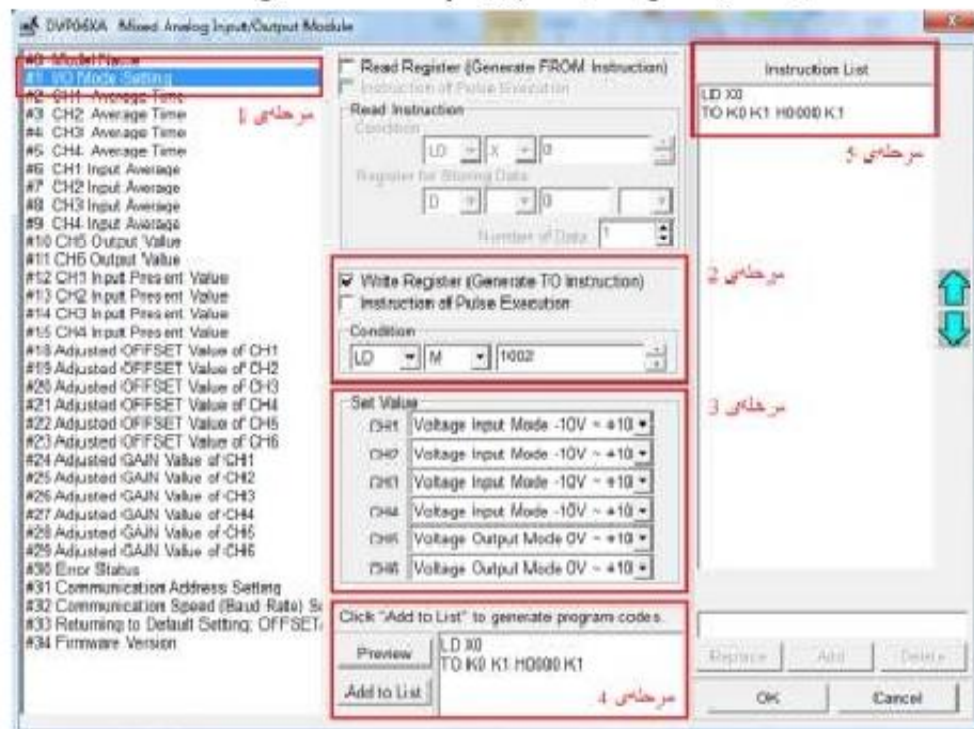 DVP06XA Mixed Analog Input/Output Module
#0 Model Name
#1 I/O Mode Setting
#2 CH1 Average Time
#3 CH2 Average Time
#4 CH3 Average Time
#5 CH4 Average Time
#6 CH1 Input Average
#7 CH2 Input Average
#8 CH3 Input Average
#9 CH4 Input Average
#10 CH5 Output Value
#11 CH6 Output Value
#12 CH1 Input Present Value
#13 CH2 Input Present Value
#14 CH3 Input Present Value
#15 CH4 Input Present Value
#18 Adjusted OFFSET Value of CH1
#19 Adjusted OFFSET Value of CH2
#20 Adjusted OFFSET Value of CH3
#21 Adjusted OFFSET Value of CH4
#22 Adjusted OFFSET Value of CH5
#23 Adjusted OFFSET Value of CH6
#24 Adjusted GAIN Value of CH1
#25 Adjusted GAIN Value of CH2
#26 Adjusted GAIN Value of CH3
#27 Adjusted GAIN Value of CH4
#28 Adjusted GAIN Value of CH5
#29 Adjusted GAIN Value of CH6
#30 Error Status
#31 Communication Address Setting
#32 Communication Speed (Baud Rate) S
#33 Returning to Default Setting; OFFSET
#34 Firmware Version
مرحله‌ی 1
Read Register (Generate FROM Instruction)
Instruction of Pulse Execution
Read Instruction
Condition
LD X 0
Register for Storing Data
D 0
Number of Data 1
Write Register (Generate TO Instruction)
Instruction of Pulse Execution
Condition
LD M 1002
مرحله‌ی 2
Set Value
CH1 Voltage Input Mode -10V ~ +10
CH2 Voltage Input Mode -10V ~ +10
CH3 Voltage Input Mode -10V ~ +10
CH4 Voltage Input Mode -10V ~ +10
CH5 Voltage Output Mode 0V ~ +10
CH6 Voltage Output Mode 0V ~ +10
مرحله‌ی 3
Click "Add to List" to generate program codes.
Preview
Add to List
LD X0
TO K0 K1 H0000 K1
مرحله‌ی 4
Instruction List
LD X0
TO K0 K1 H0000 K1
مرحله‌ی 5
Replace Add Delete
OK Cancel